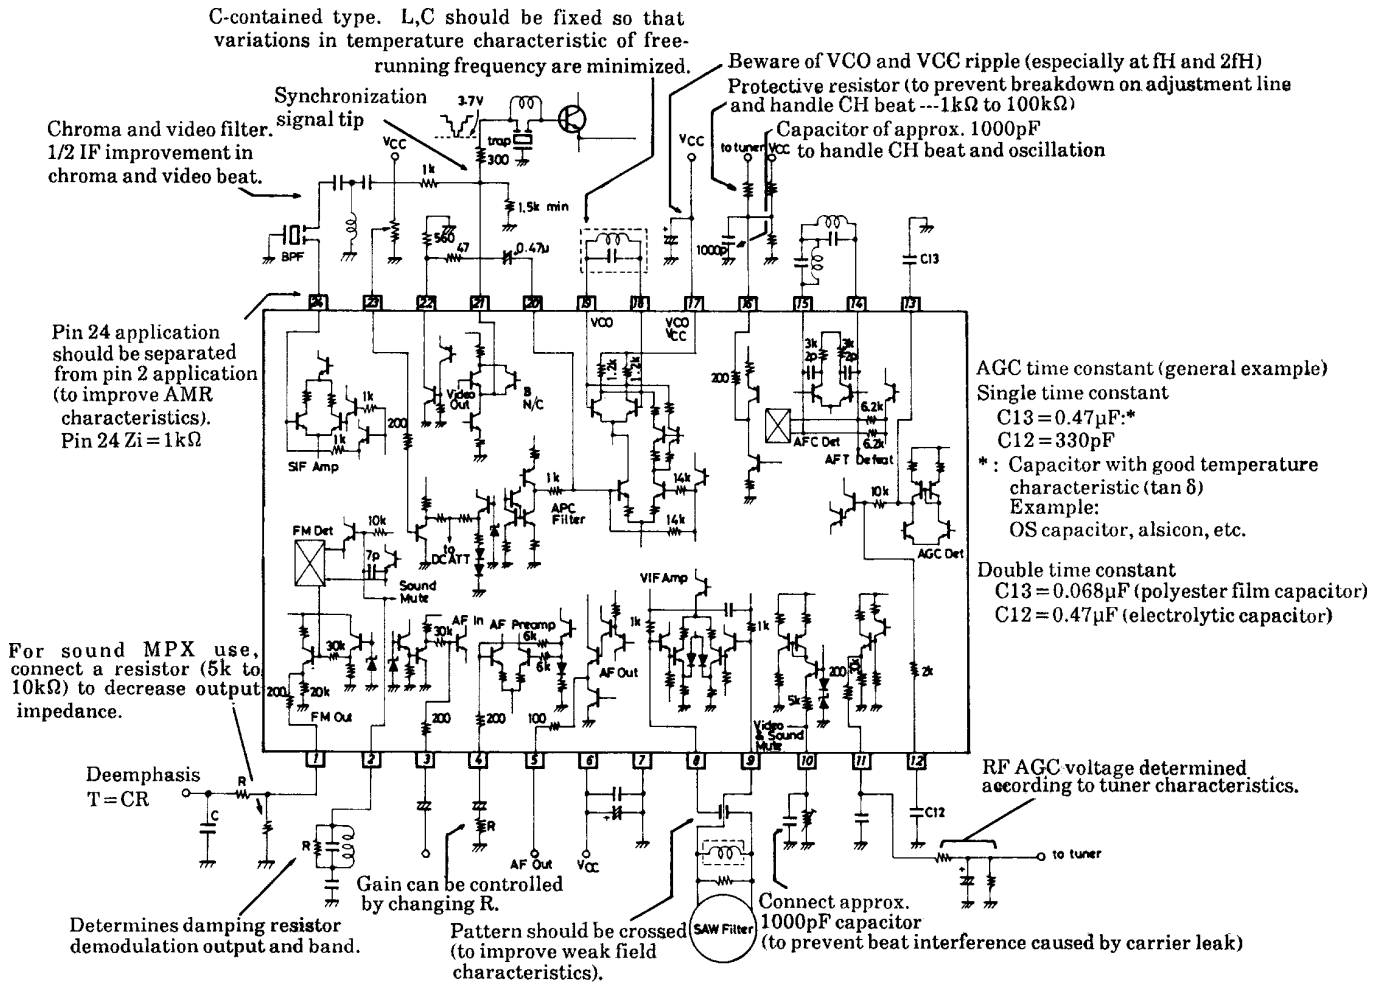 C-contained type. L,C should be fixed so that
variations in temperature characteristic of free-
running frequency are minimized.
Beware of VCO and VCC ripple (especially at fH and 2fH)
Protective resistor (to prevent breakdown on adjustment line
and handle CH beat ---1kΩ to 100kΩ)
Capacitor of approx. 1000pF
to handle CH beat and oscillation
Synchronization
signal tip
Chroma and video filter.
1/2 IF improvement in
chroma and video beat.
3.7V
trap
300
VCC
1k
1.5k min
VCC
to tuner
VCC
BPF
560
47
0.47u
1000p
C13
24
23
22
21
20
19
18
17
16
15
14
13
Pin 24 application
should be separated
from pin 2 application
(to improve AMR
characteristics).
Pin 24 Zi=1kΩ
VCO
VCO
VCC
1k
1k
SIF Amp
200
Video
Out
B
N/C
1.2k
1.2k
200
3k
2p
3k
2p
6.2k
6.2k
AFC Det
AFT Defeat
AGC time constant (general example)
Single time constant
C13=0.47μF:*
C12=330pF
*: Capacitor with good temperature
characteristic (tan δ)
Example:
OS capacitor, alsicon, etc.
Double time constant
C13=0.068μF (polyester film capacitor)
C12=0.47μF (electrolytic capacitor)
FM Det
10k
7p
Sound
Mute
to
DC ATT
1k
APC
Filter
14k
14k
10k
AGC Det
VIF Amp
1k
1k
30k
200
20k
FM Out
30k
AF In
AF Preamp
6k
6k
AF Out
200
200
100
5k
200
Video
& Sound
Mute
2k
For sound MPX use,
connect a resistor (5k to
10kΩ) to decrease output
impedance.
1
2
3
4
5
6
7
8
9
10
11
12
Deemphasis
T=CR
R
C
R
R
AF Out
VCC
C12
RF AGC voltage determined
according to tuner characteristics.
to tuner
Gain can be controlled
by changing R.
Determines damping resistor
demodulation output and band.
Pattern should be crossed
(to improve weak field
characteristics).
SAW Filter
Connect approx.
1000pF capacitor
(to prevent beat interference caused by carrier leak)